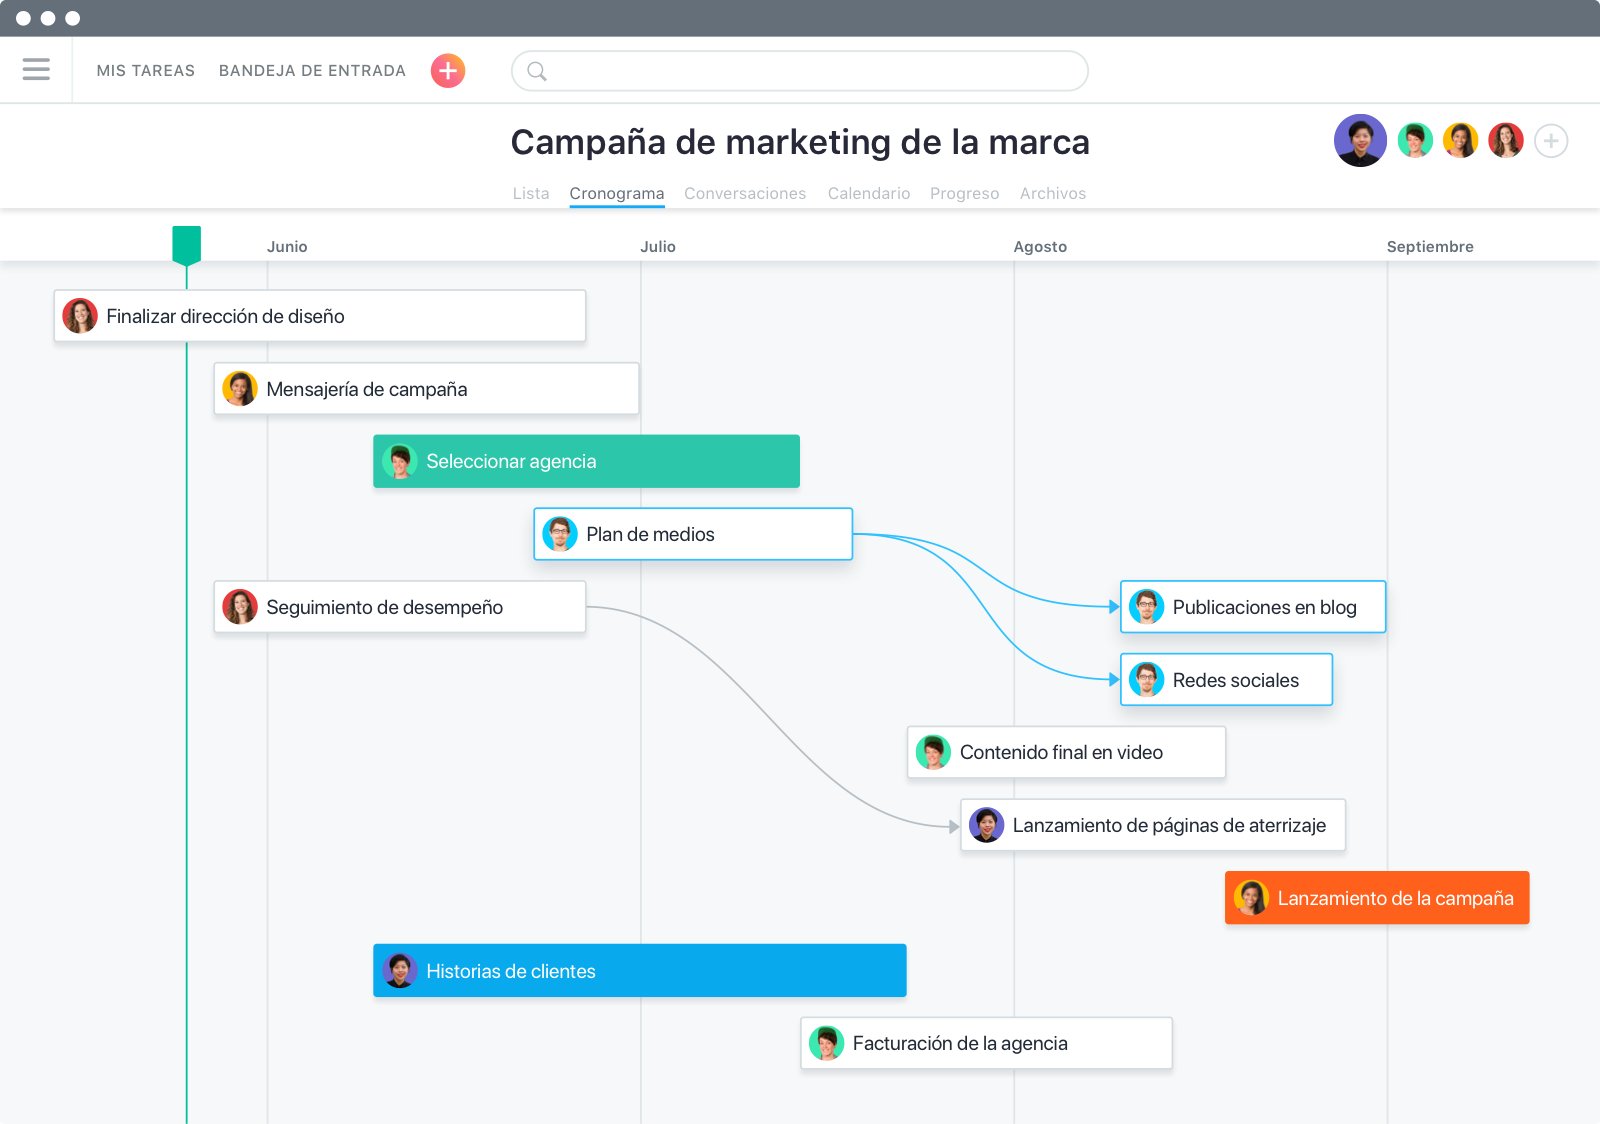 MIS TAREAS BANDEJA DE ENTRADA
Campaña de marketing de la marca
Lista Cronograma Conversaciones Calendario Progreso Archivos
Junio Julio Agosto Septiembre
Finalizar dirección de diseño
Mensajería de campaña
Seleccionar agencia
Plan de medios
Seguimiento de desempeño Publicaciones en blog
Redes sociales
Contenido final en video
Lanzamiento de páginas de aterrizaje
Lanzamiento de la campaña
Historias de clientes
Facturación de la agencia